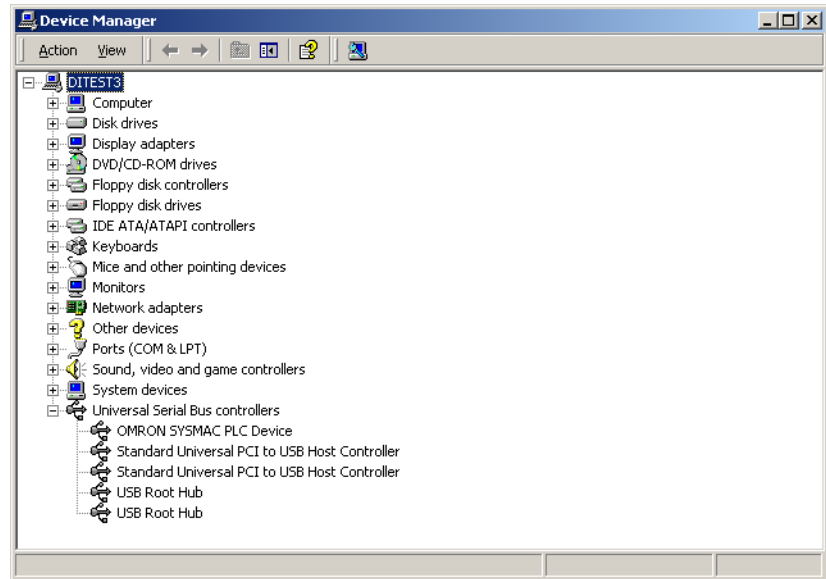 Device Manager
Action View
DITEST3
Computer
Disk drives
Display adapters
DVD/CD-ROM drives
Floppy disk controllers
Floppy disk drives
IDE ATA/ATAPI controllers
Keyboards
Mice and other pointing devices
Monitors
Network adapters
Other devices
Ports (COM & LPT)
Sound, video and game controllers
System devices
Universal Serial Bus controllers
OMRON SYSMAC PLC Device
Standard Universal PCI to USB Host Controller
Standard Universal PCI to USB Host Controller
USB Root Hub
USB Root Hub